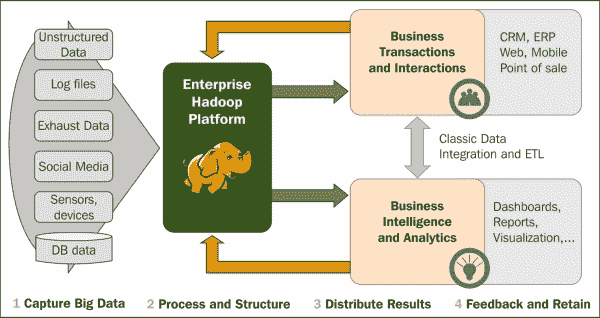 Unstructured
Data
Log files
Exhaust Data
Social Media
Sensors,
devices
DB data
Enterprise
Hadoop
Platform
Business
Transactions
and Interactions
CRM, ERP
Web, Mobile
Point of sale
Classic Data
Integration and ETL
Business
Intelligence
and Analytics
Dashboards,
Reports,
Visualization,...
1 Capture Big Data
2 Process and Structure
3 Distribute Results
4 Feedback and Retain